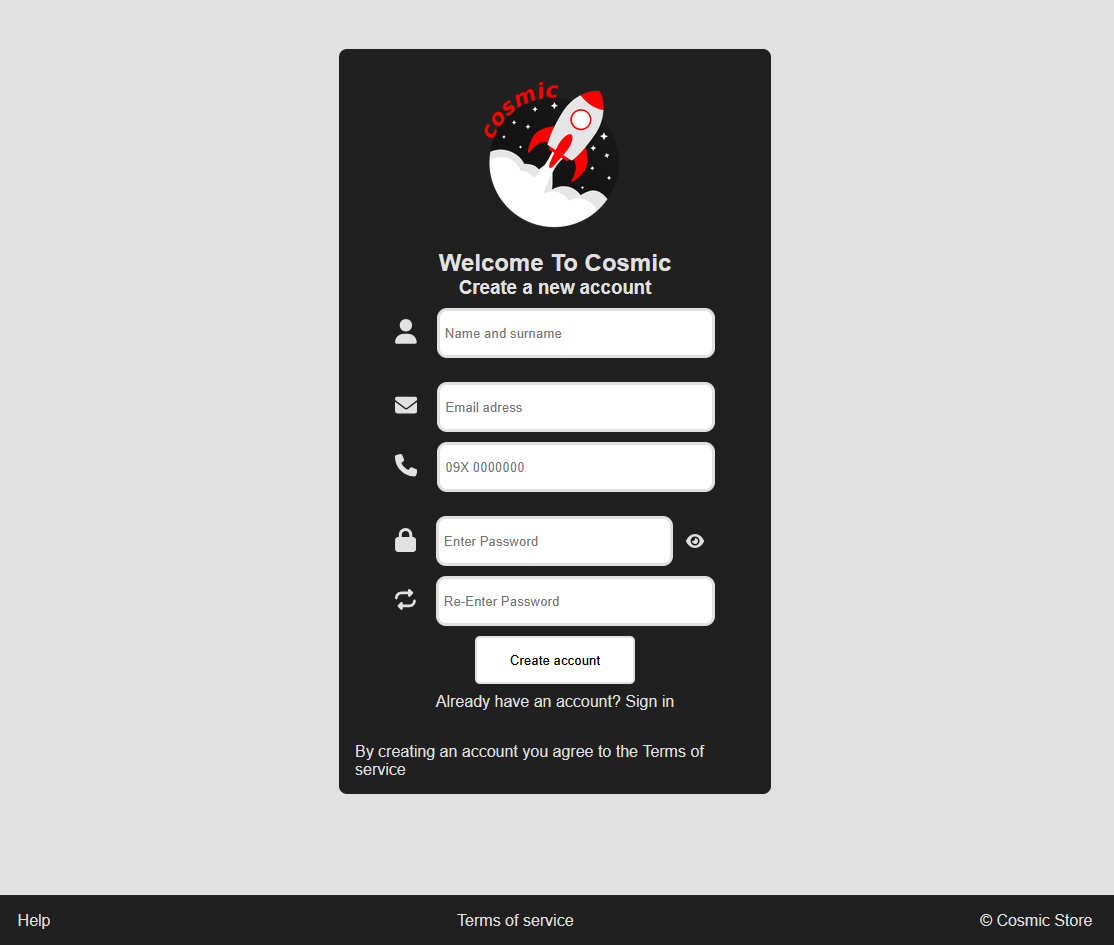 cosmic
Welcome To Cosmic
Create a new account
Name and surname
Email adress
09X 0000000
Enter Password
Re-Enter Password
Create account
Already have an account? Sign in
By creating an account you agree to the Terms of
service
Help
Terms of service
© Cosmic Store